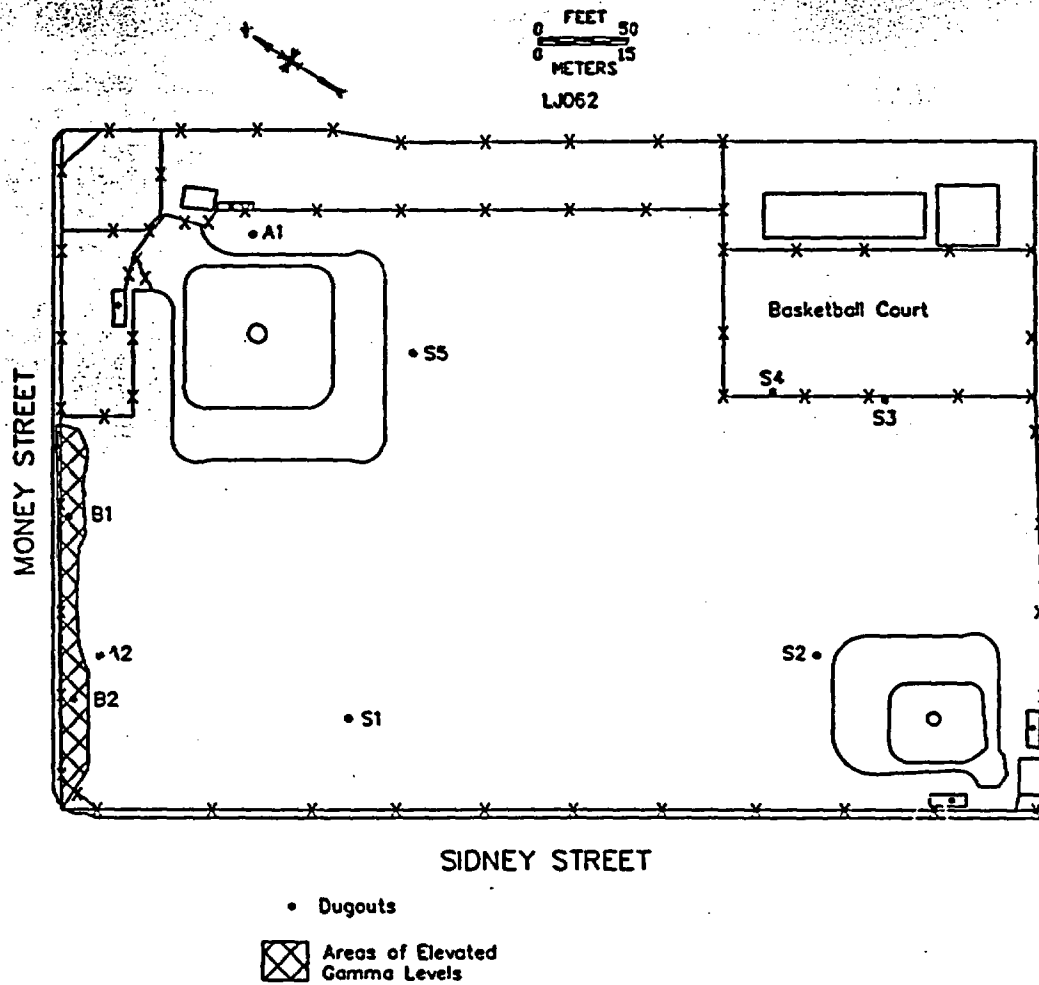 FEET
0 50
0 15
METERS
LJ062
A1
S5
Basketball Court
S4
S3
MONEY STREET
B1
A2
S2
B2
S1
SIDNEY STREET
• Dugouts
Areas of Elevated
Gamma Levels